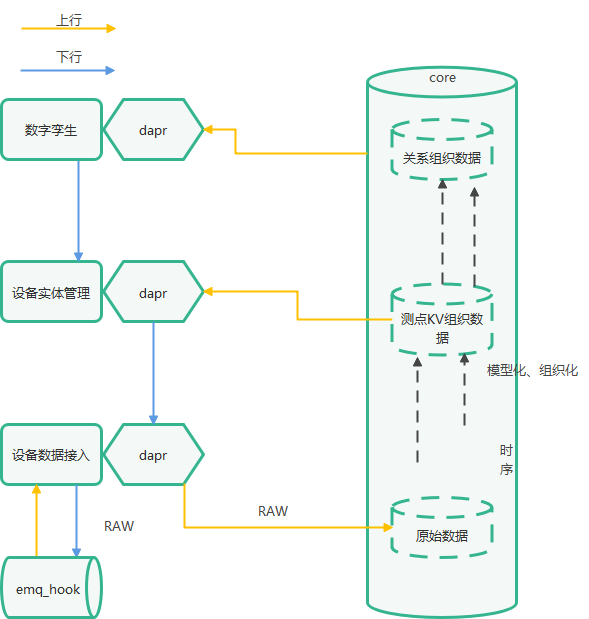 上行
下行
core
数字孪生
dapr
关系组织数据
设备实体管理
dapr
测点KV组织数
据
模型化、组织化
设备数据接入
dapr
时
序
RAW
RAW
原始数据
emq_hook